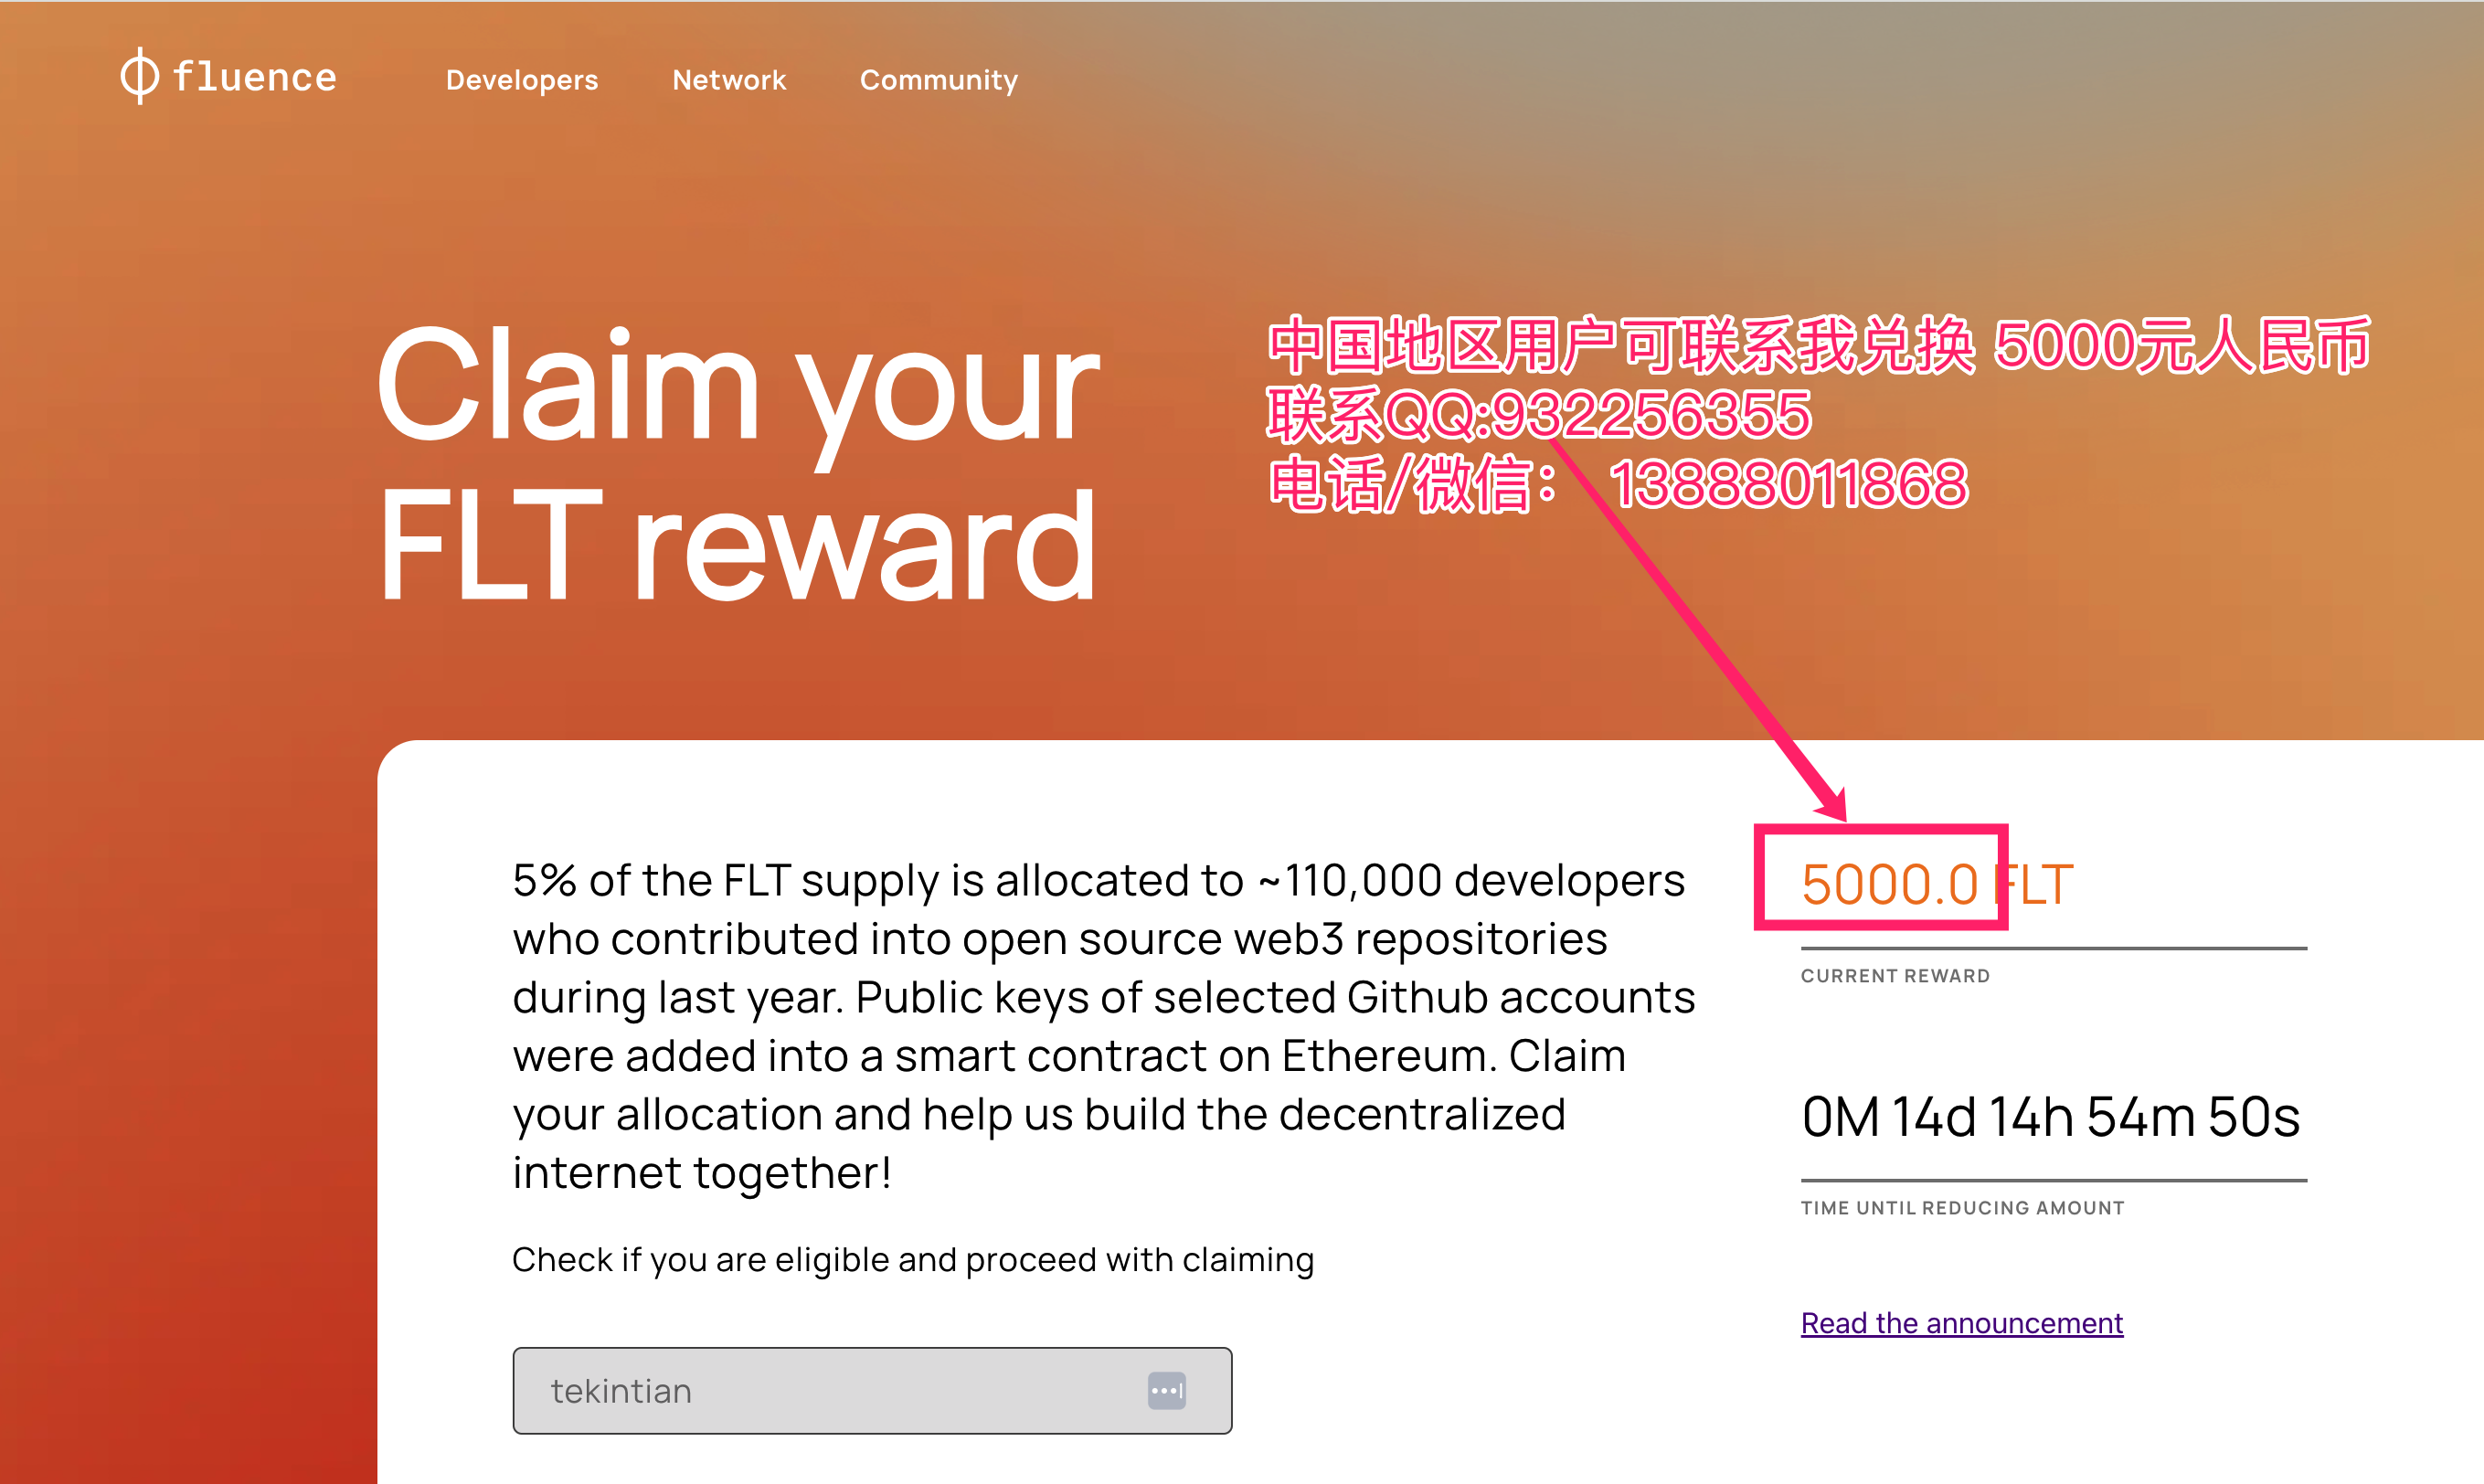 fluence
Developers
Network
Community
Claim your
FLT reward
中国地区用户可联系我兑换 5000元人民币
联系QQ:932256355
电话/微信： 13888011868
5% of the FLT supply is allocated to ~110,000 developers
who contributed into open source web3 repositories
during last year. Public keys of selected Github accounts
were added into a smart contract on Ethereum. Claim
your allocation and help us build the decentralized
internet together!
Check if you are eligible and proceed with claiming
tekintian
5000.0 FLT
CURRENT REWARD
0M 14d 14h 54m 50s
TIME UNTIL REDUCING AMOUNT
Read the announcement